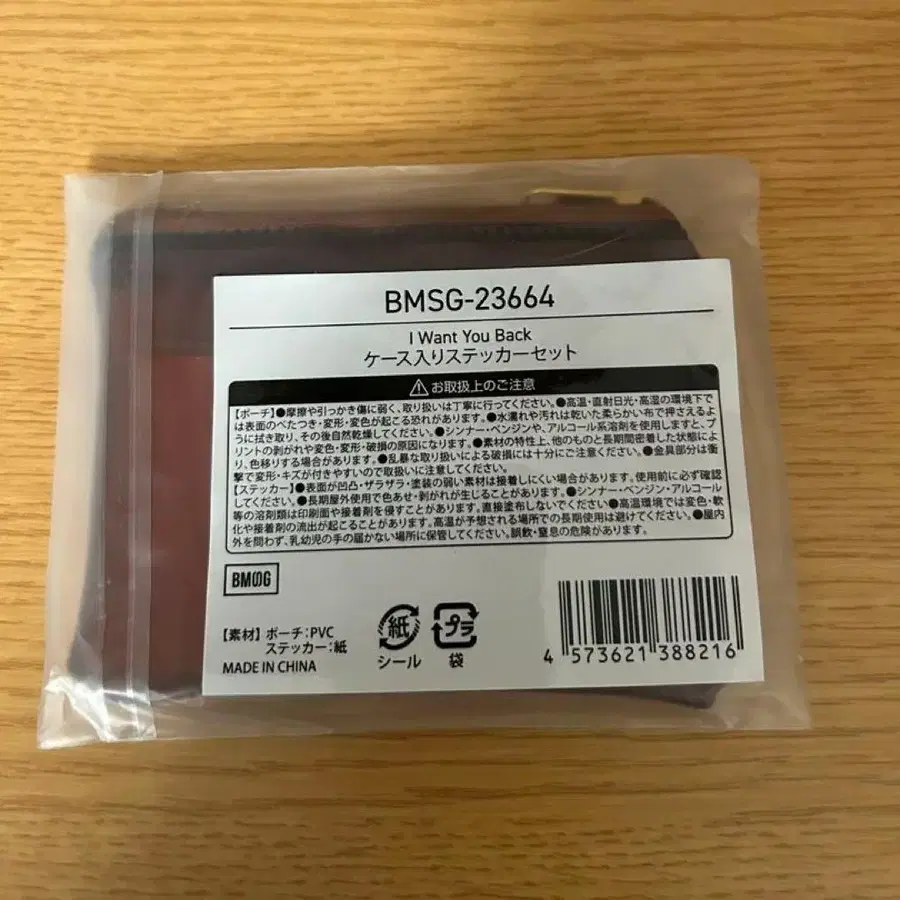 BMSG-23664
I Want You Back
ケース入りステッカーセット
⚠お取扱上のご注意
【ポーチ】●摩擦や引っかき傷に弱く、取り扱いは丁寧に行ってください。●高温・直射日光・高湿の環境下で
は表面のべたつき・変形・変色が起こる恐れがあります。●水濡れや汚れは乾いた柔らかい布で押さえるよ
うに拭き取り、その後自然乾燥してください。●シンナー・ベンジンや、アルコール系溶剤を使用しますと、プ
リントの剥がれや変色・変形・破損の原因になります。●素材の特性上、他のものと長期間密着した状態によ
り、色移りする場合があります。●乱暴な取り扱いによる破損には十分にご注意ください。●金具部分は衝
撃で変形・キズが付きやすいので取扱いに注意してください。
【ステッカー】●表面が凹凸・ザラザラ・塗装の弱い素材は接着しにくい場合があります。使用前に必ず確認
してください。●長期屋外使用で色あせ・剥がれが生じることがあります。●シンナー・ベンジン・アルコール
等の溶剤類は印刷面や接着剤を侵すことがあります。直接塗布しないでください●高温環境では変色・軟
化や接着剤の流出が起こることがあります。高温が予想される場所での長期使用は避けてください。●屋内
外を問わず、乳幼児の手の届かない場所に保管してください。誤飲・窒息の危険があります。
BMSG
【素材】ポーチ：PVC
ステッカー：紙
MADE IN CHINA
紙
シール
プラ
袋
4 573621 388216